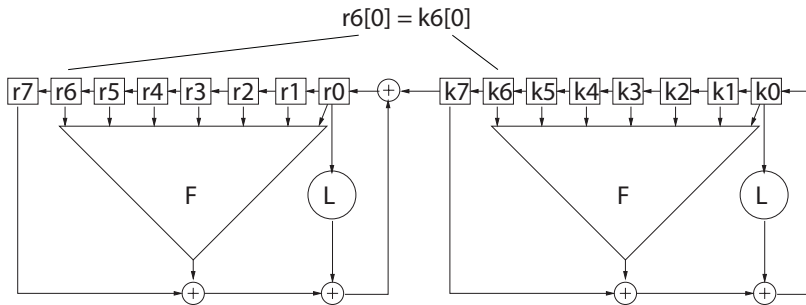 r6[0] = k6[0]
r7 r6 r5 r4 r3 r2 r1 r0 + k7 k6 k5 k4 k3 k2 k1 k0
F L F L
+ + + +